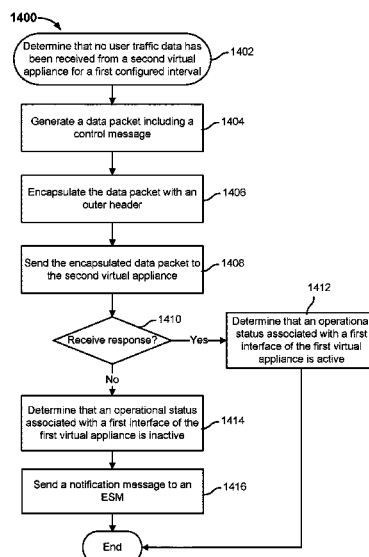 1400
Determine that no user traffic data has
been received from a second virtual
appliance for a first configured interval
1402
Generate a data packet including a
control message
1404
Encapsulate the data packet with an
outer header
1406
Send the encapsulated data packet to
the second virtual appliance
1408
1410
Receive response?
Yes
No
1412
Determine that an operational
status associated with a first
interface of the first virtual
appliance is active
Determine that an operational status
associated with a first interface of the
first virtual appliance is inactive
1414
Send a notification message to an
ESM
1416
End